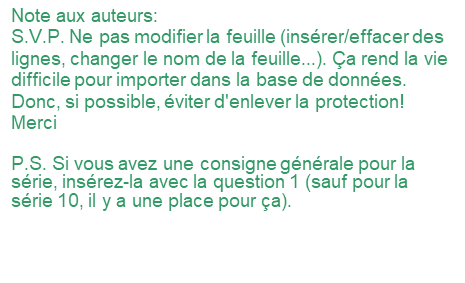 Note aux auteurs:
S.V.P. Ne pas modifier la feuille (insérer/effacer des
lignes, changer le nom de la feuille...). Ça rend la vie
difficile pour importer dans la base de données.
Donc, si possible, éviter d'enlever la protection!
Merci
P.S. Si vous avez une consigne générale pour la
série, insérez-la avec la question 1 (sauf pour la
série 10, il y a une place pour ça).